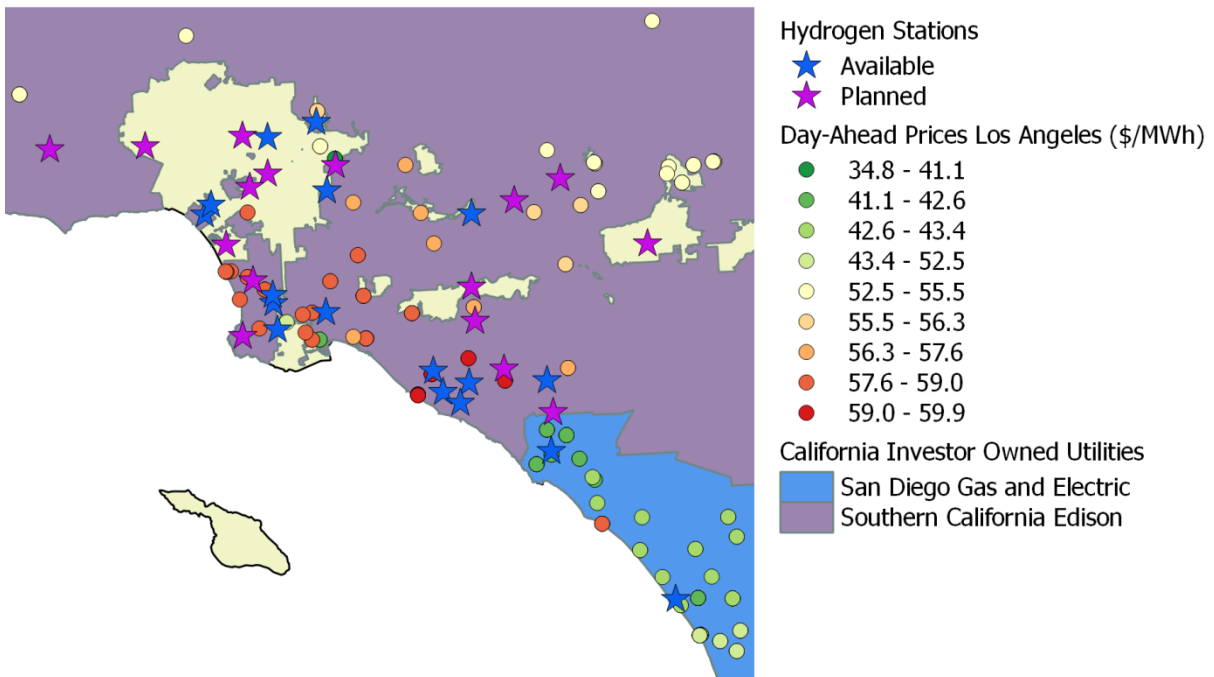 Hydrogen Stations
Available
Planned
Day-Ahead Prices Los Angeles ($/MWh)
34.8 - 41.1
41.1 - 42.6
42.6 - 43.4
43.4 - 52.5
52.5 - 55.5
55.5 - 56.3
56.3 - 57.6
57.6 - 59.0
59.0 - 59.9
California Investor Owned Utilities
San Diego Gas and Electric
Southern California Edison